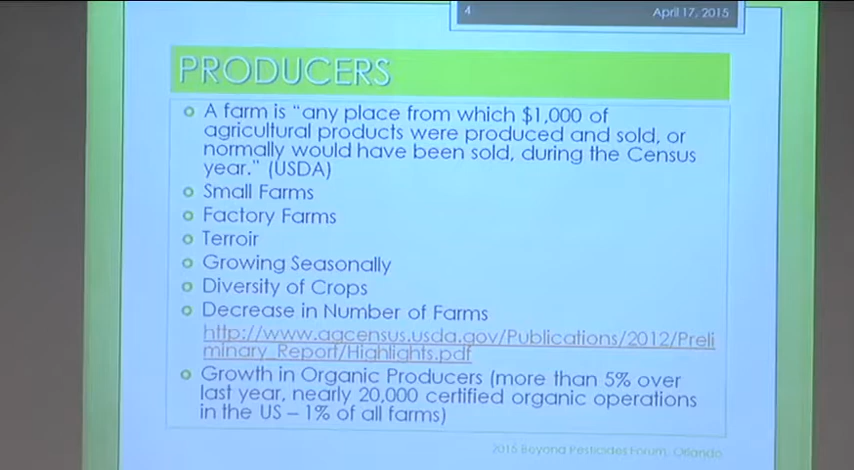 4
April 17, 2015
PRODUCERS
A farm is "any place from which $1,000 of
agricultural products were produced and sold, or
normally would have been sold, during the Census
year." (USDA)
Small Farms
Factory Farms
Terroir
Growing Seasonally
Diversity of Crops
Decrease in Number of Farms
http://www.agcensus.usda.gov/Publications/2012/Preli
minary_Report/Highlights.pdf
Growth in Organic Producers (more than 5% over
last year, nearly 20,000 certified organic operations
in the US – 1% of all farms)
2015 Beyond Pesticides Forum, Orlando